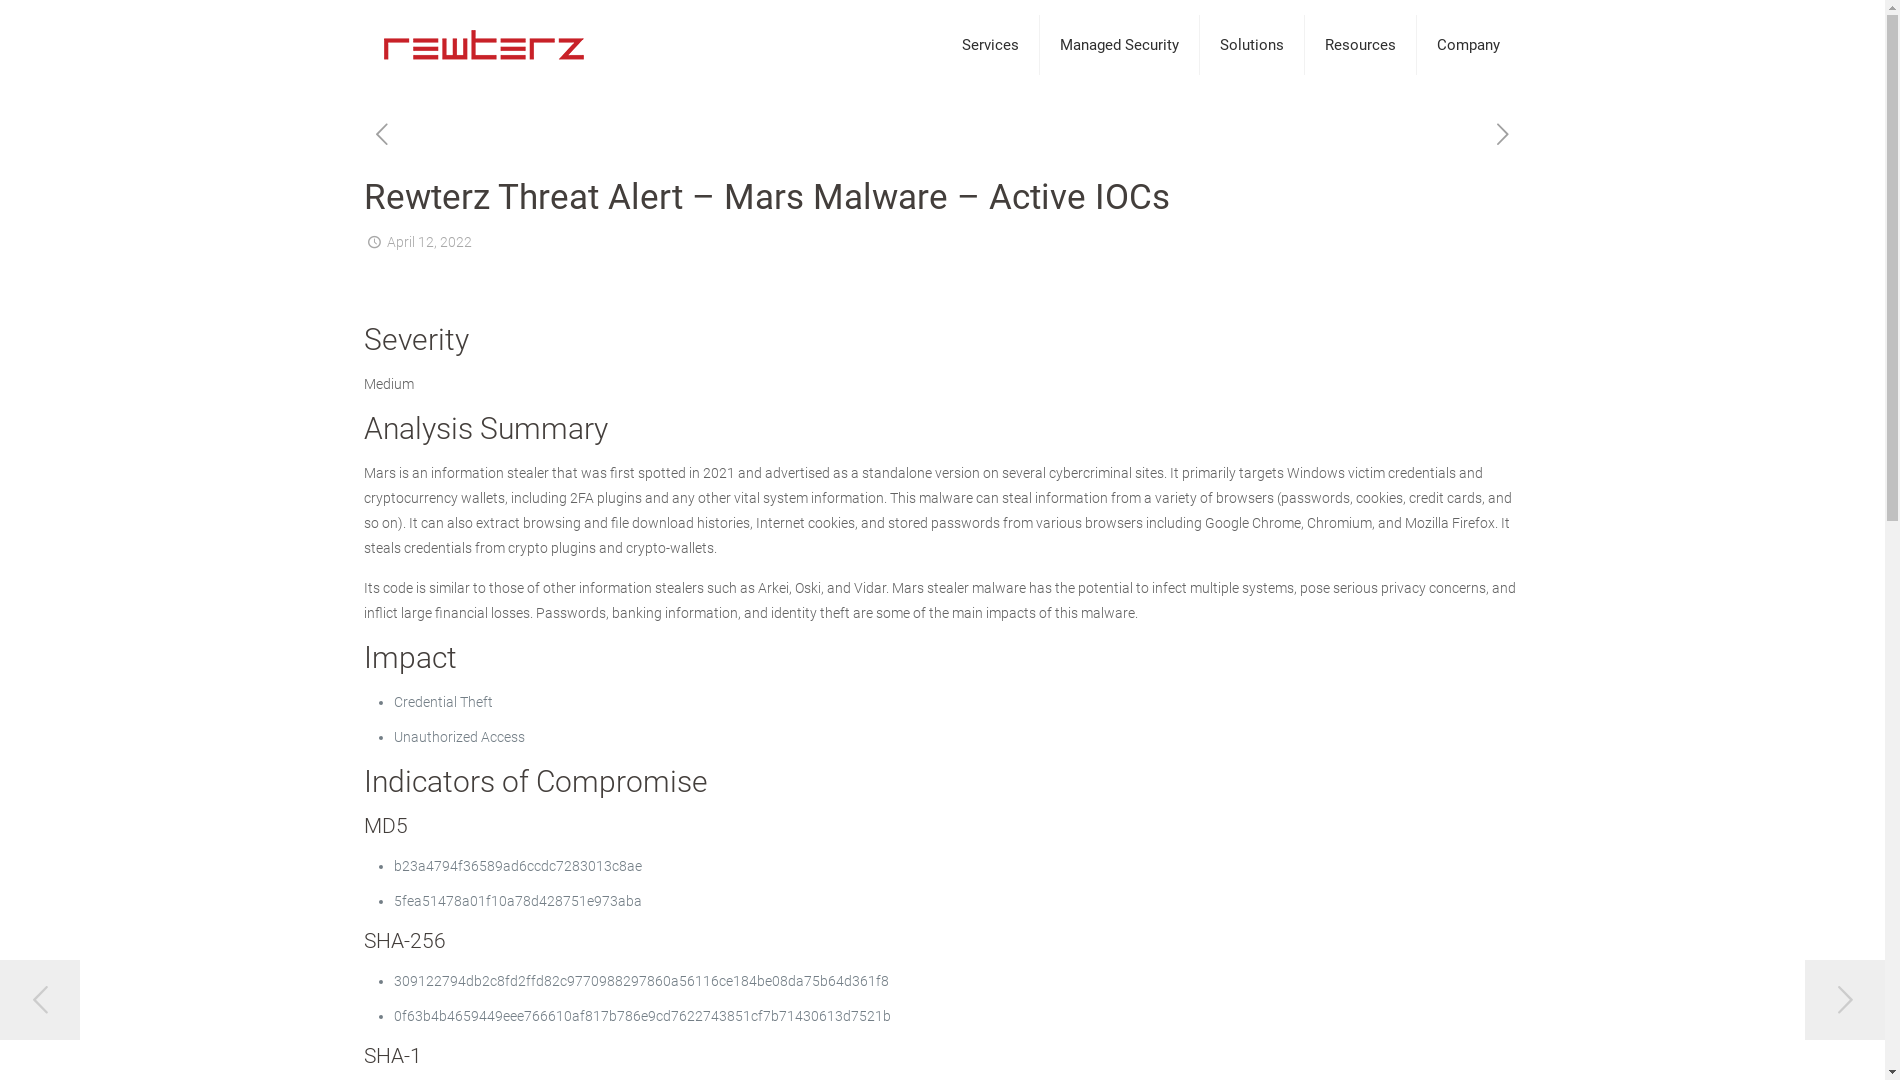 rewterz
Services
Managed Security
Solutions
Resources
Company
Rewterz Threat Alert – Mars Malware – Active IOCs
April 12, 2022
Severity
Medium
Analysis Summary
Mars is an information stealer that was first spotted in 2021 and advertised as a standalone version on several cybercriminal sites. It primarily targets Windows victim credentials and
cryptocurrency wallets, including 2FA plugins and any other vital system information. This malware can steal information from a variety of browsers (passwords, cookies, credit cards, and
so on). It can also extract browsing and file download histories, Internet cookies, and stored passwords from various browsers including Google Chrome, Chromium, and Mozilla Firefox. It
steals credentials from crypto plugins and crypto-wallets.
Its code is similar to those of other information stealers such as Arkei, Oski, and Vidar. Mars stealer malware has the potential to infect multiple systems, pose serious privacy concerns, and
inflict large financial losses. Passwords, banking information, and identity theft are some of the main impacts of this malware.
Impact
Credential Theft
Unauthorized Access
Indicators of Compromise
MD5
b23a4794f36589ad6ccdc7283013c8ae
5fea51478a01f10a78d428751e973aba
SHA-256
309122794db2c8fd2ffd82c9770988297860a56116ce184be08da75b64d361f8
0f63b4b4659449eee766610af817b786e9cd7622743851cf7b71430613d7521b
SHA-1